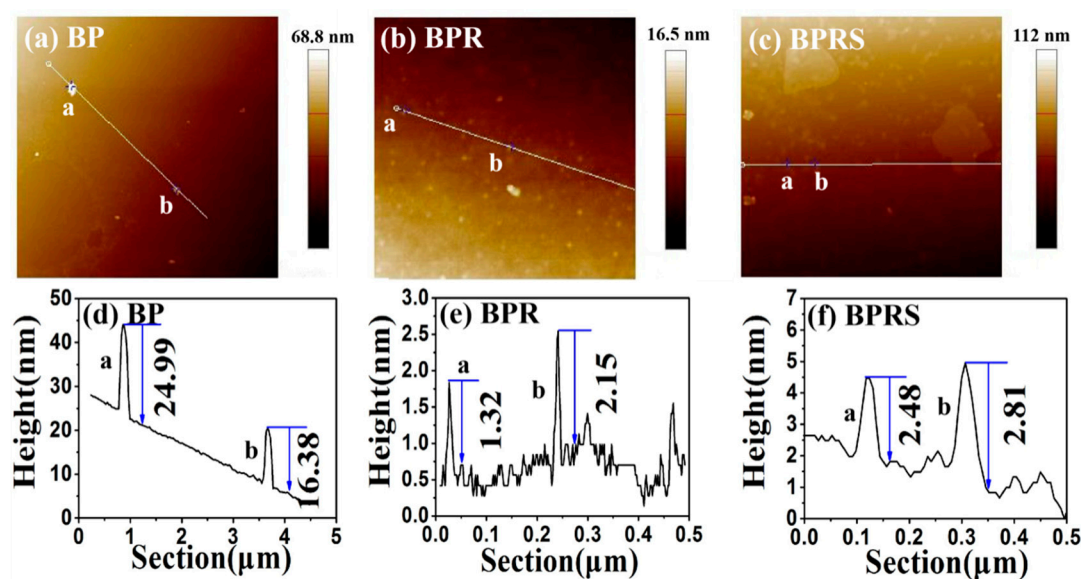 (a) BP
68.8 nm
a
b
(b) BPR
16.5 nm
a
b
(c) BPRS
112 nm
a
b
(d) BP
Height(nm)
50
40
30
20
10
0
a
24.99
b
16.38
0 1 2 3 4 5
Section(µm)
(e) BPR
Height(nm)
3.0
2.5
2.0
1.5
1.0
0.5
0.0
a
1.32
b
2.15
0.0 0.1 0.2 0.3 0.4 0.5
Section(µm)
(f) BPRS
Height(nm)
7
6
5
4
3
2
1
0
a
2.48
b
2.81
0.0 0.1 0.2 0.3 0.4 0.5
Section(µm)